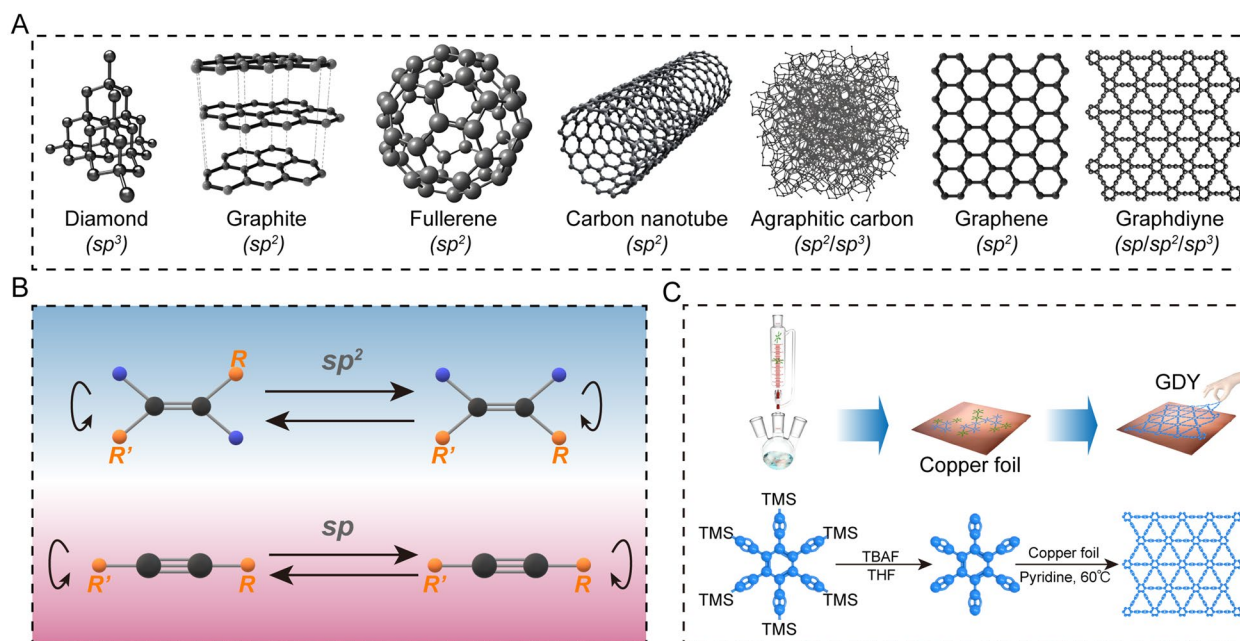 A
Diamond
(sp³)
Graphite
(sp²)
Fullerene
(sp²)
Carbon nanotube
(sp²)
Agraphitic carbon
(sp²/sp³)
Graphene
(sp²)
Graphdiyne
(sp/sp²/sp³)
B
R
sp²
R'
R
sp
R'
R
R'
R
C
GDY
Copper foil
TMS
TMS
TMS
TMS
TMS
TMS
TBAF
THF
Copper foil
Pyridine, 60℃